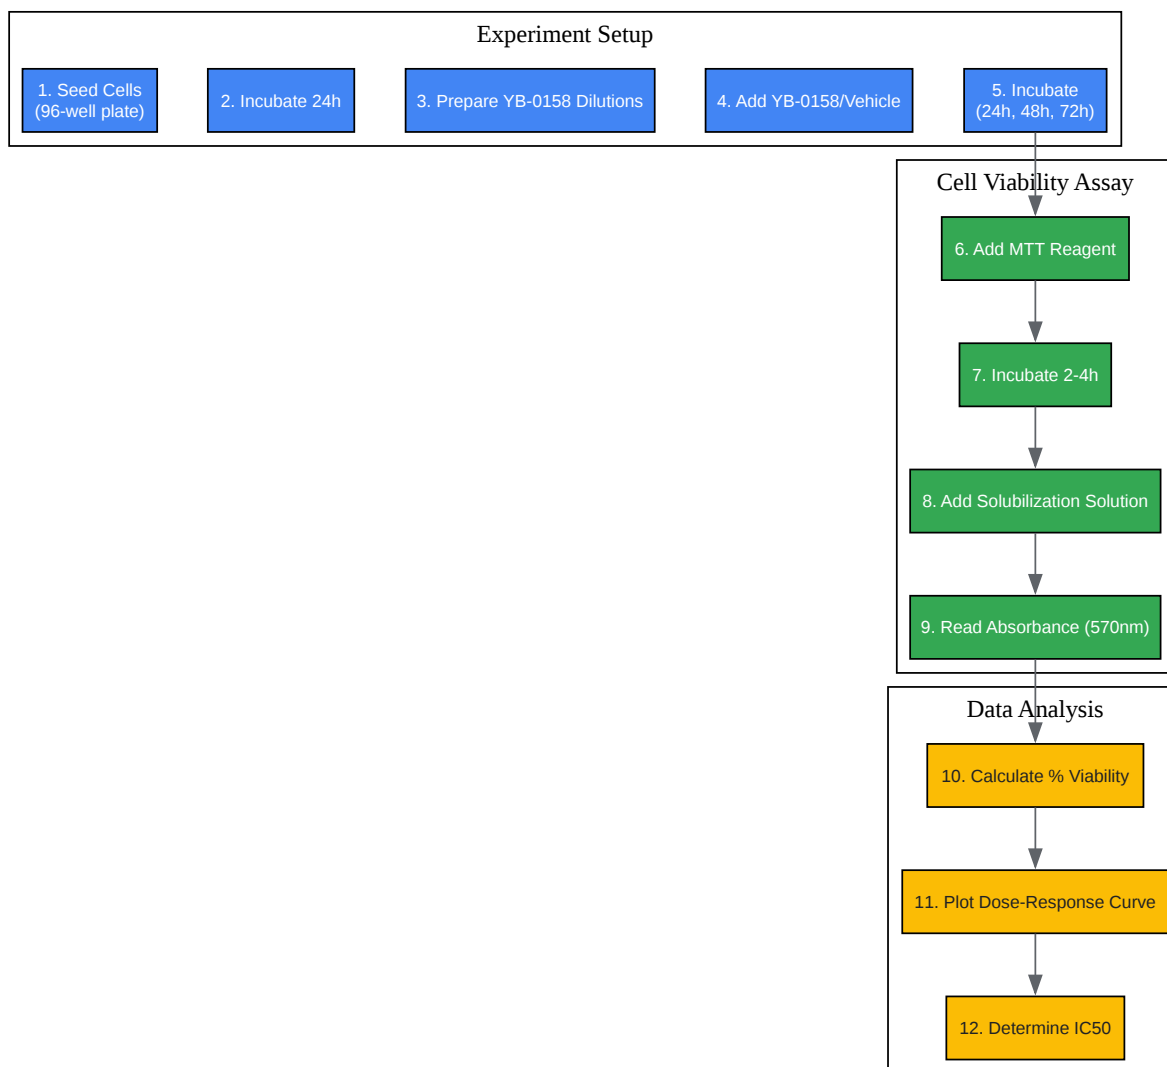 Experiment Setup
1. Seed Cells
(96-well plate)
2. Incubate 24h
3. Prepare YB-0158 Dilutions
4. Add YB-0158/Vehicle
5. Incubate
(24h, 48h, 72h)
Cell Viability Assay
6. Add MTT Reagent
7. Incubate 2-4h
8. Add Solubilization Solution
9. Read Absorbance (570nm)
Data Analysis
10. Calculate % Viability
11. Plot Dose-Response Curve
12. Determine IC50